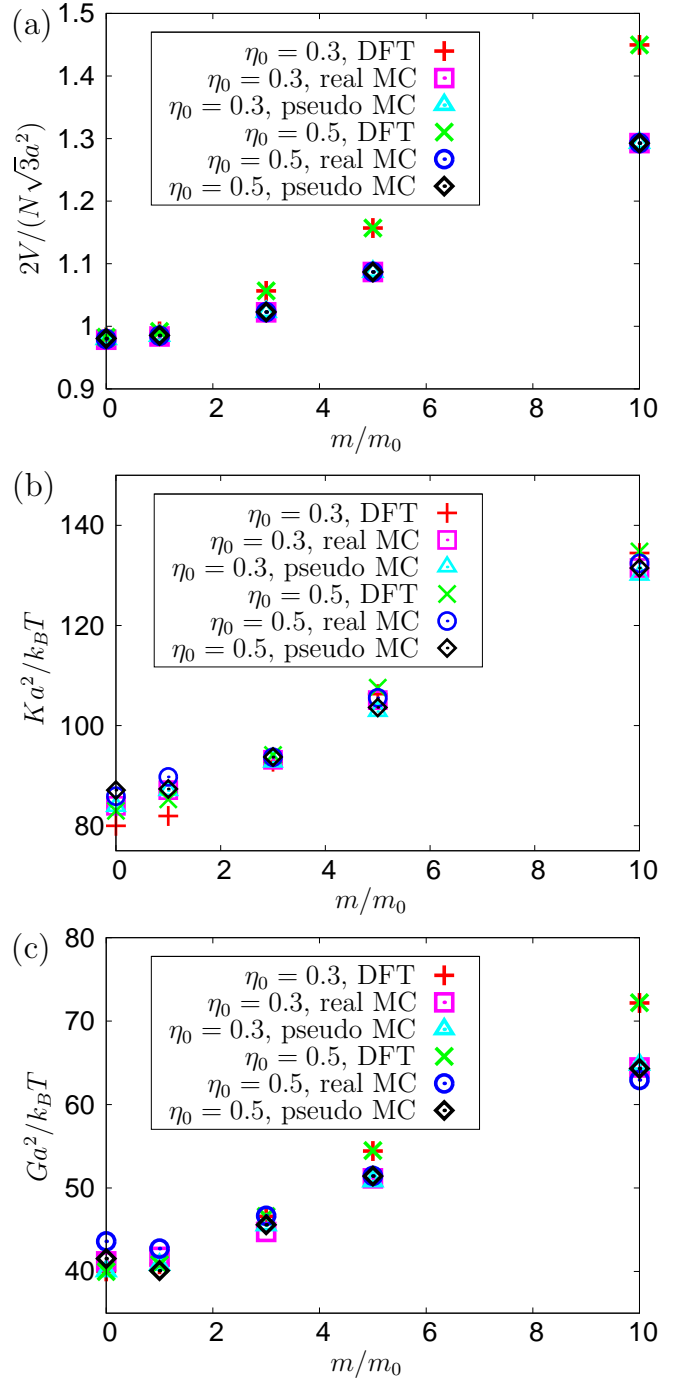 (a)
1.5
1.4
1.3
1.2
1.1
1
0.9
2V/(N√3a²)
η₀ = 0.3, DFT
η₀ = 0.3, real MC
η₀ = 0.3, pseudo MC
η₀ = 0.5, DFT
η₀ = 0.5, real MC
η₀ = 0.5, pseudo MC
0 2 4 6 8 10
m/m₀
(b)
140
120
100
80
Ka²/k_BT
η₀ = 0.3, DFT
η₀ = 0.3, real MC
η₀ = 0.3, pseudo MC
η₀ = 0.5, DFT
η₀ = 0.5, real MC
η₀ = 0.5, pseudo MC
0 2 4 6 8 10
m/m₀
(c)
80
70
60
50
40
Ga²/k_BT
η₀ = 0.3, DFT
η₀ = 0.3, real MC
η₀ = 0.3, pseudo MC
η₀ = 0.5, DFT
η₀ = 0.5, real MC
η₀ = 0.5, pseudo MC
0 2 4 6 8 10
m/m₀